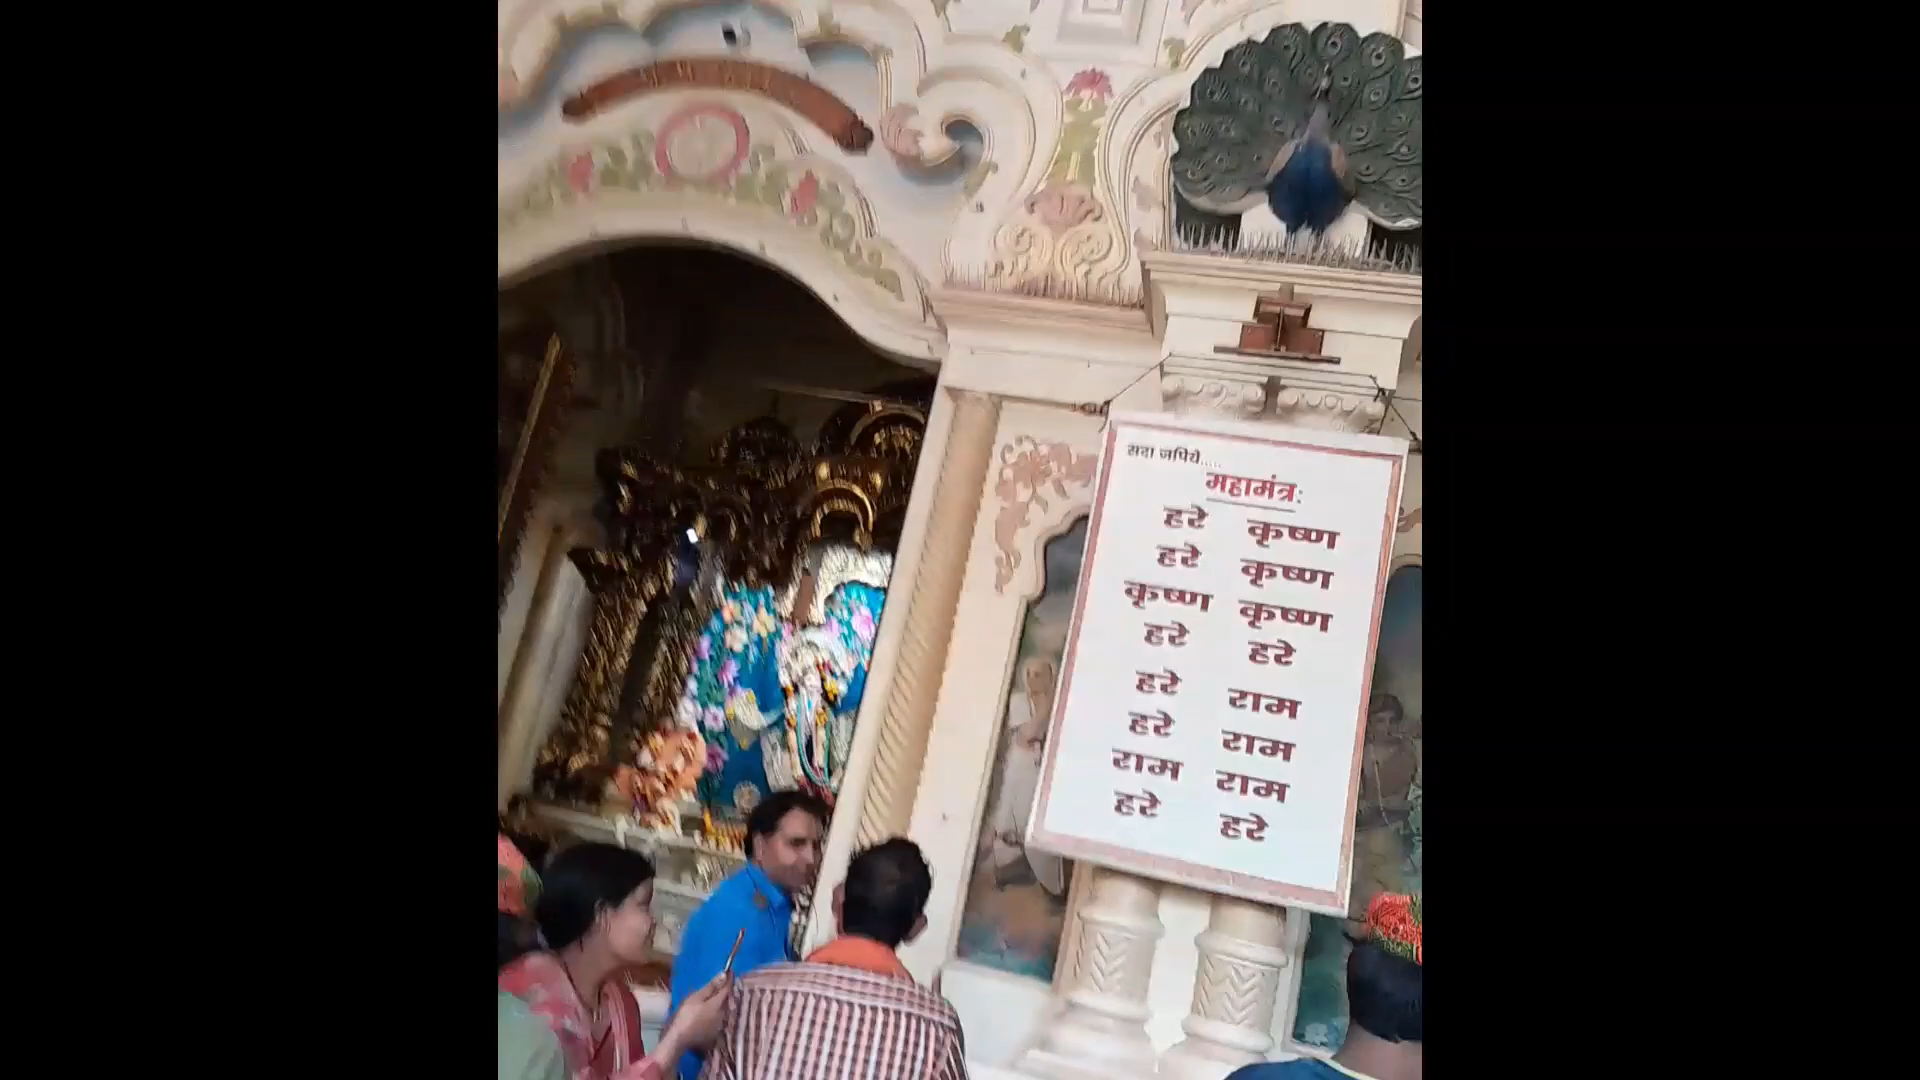 सदा जपिये.....
महामंत्र:
हरे कृष्ण
हरे कृष्ण
कृष्ण कृष्ण
हरे हरे
हरे राम
हरे राम
राम राम
हरे हरे